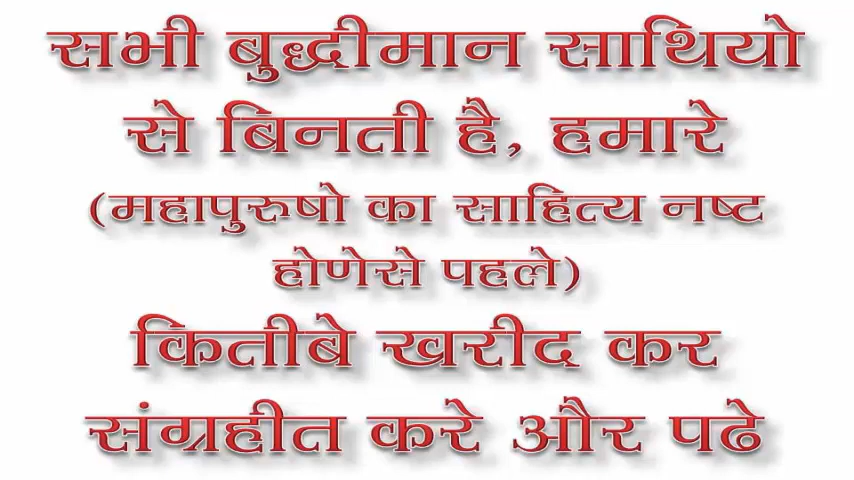 सभी बुद्धीमान साथियो
से बिनती है, हमारे
(महापुरुषो का साहित्य नष्ट
होणेसे पहले)
कितीबे खरीद कर
संग्रहीत करे और पढे